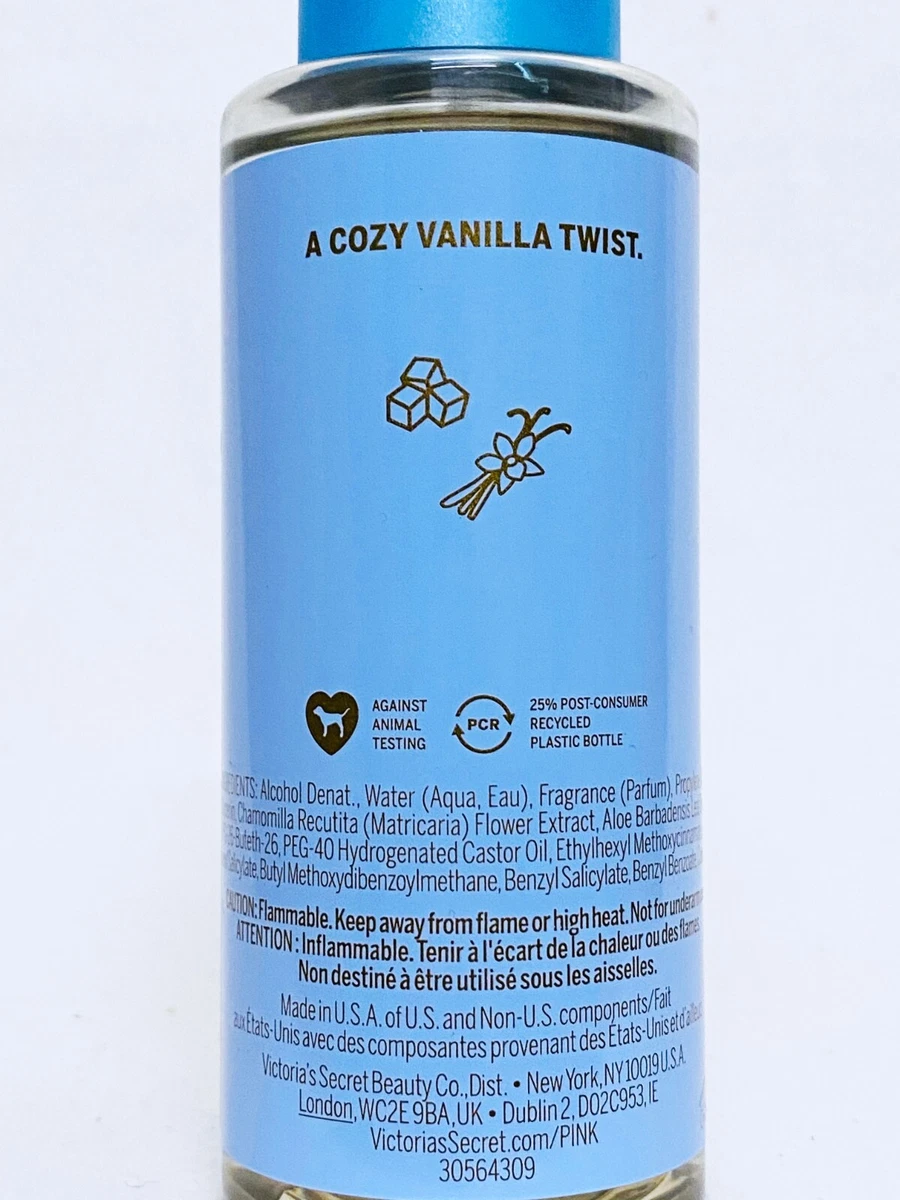 A COZY VANILLA TWIST.
AGAINST
ANIMAL
TESTING
PCR
25% POST-CONSUMER
RECYCLED
PLASTIC BOTTLE
Alcohol Denat., Water (Aqua, Eau), Fragrance (Parfum),
Chamomilla Recutita (Matricaria) Flower Extract, Aloe Barbadensis
PEG-40 Hydrogenated Castor Oil, Ethylhexyl
Butyl Methoxydibenzoylmethane, Benzyl Salicylate, Benzyl Benzoate,
CAUTION: Flammable. Keep away from flame or high heat. Not for
ATTENTION : Inflammable. Tenir à l'écart de la chaleur ou des flames.
Non destiné à être utilisé sous les aisselles.
Made in U.S.A. of U.S. and Non-U.S. components/Fait
aux États-Unis avec des composantes provenant des États-Unis et
Victoria's Secret Beauty Co., Dist. • New York, NY 10019 U.S.A.
London, WC2E 9BA, UK • Dublin 2, D02C953, IE
VictoriasSecret.com/PINK
30564309